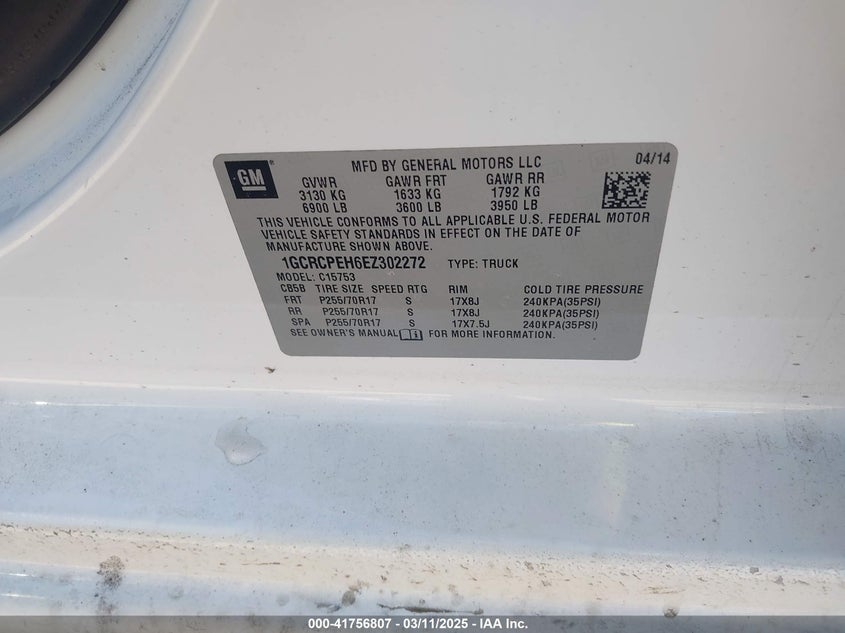 GM
®
MFD BY GENERAL MOTORS LLC
04/14
GVWR GAWR FRT GAWR RR
3130 KG 1633 KG 1792 KG
6900 LB 3600 LB 3950 LB
THIS VEHICLE CONFORMS TO ALL APPLICABLE U.S. FEDERAL MOTOR
VEHICLE SAFETY STANDARDS IN EFFECT ON THE DATE OF
MANUFACTURE SHOWN ABOVE.
1GCRCPEH6EZ302272 TYPE: TRUCK
MODEL: C15753
CB5B TIRE SIZE SPEED RTG RIM COLD TIRE PRESSURE
FRT P255/70R17 S 17X8J 240KPA(35PSI)
RR P255/70R17 S 17X8J 240KPA(35PSI)
SPA P255/70R17 S 17X7.5J 240KPA(35PSI)
SEE OWNER'S MANUAL FOR MORE INFORMATION.
000-41756807 - 03/11/2025 - IAAI.COM